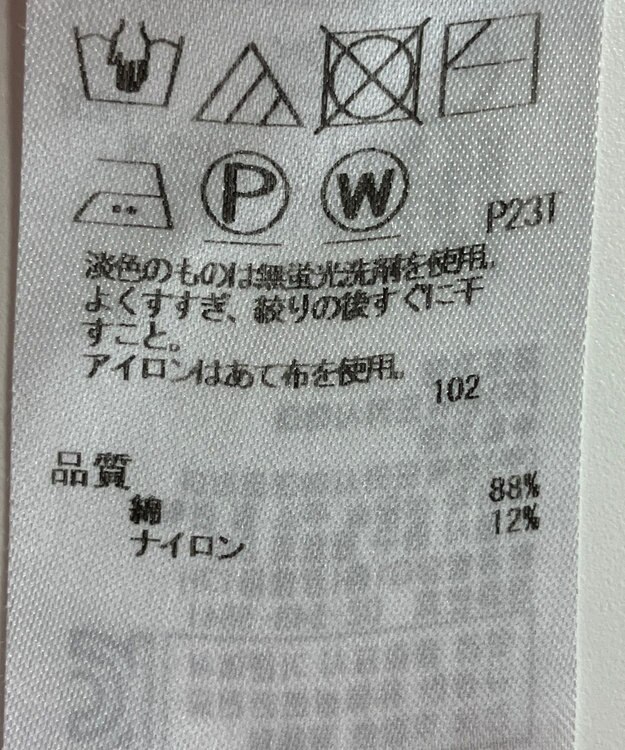 P
W
P23T
淡色のものは無蛍光洗剤を使用。
よくすすぎ、絞りの後すぐに干
すこと。
アイロンはあて布を使用。
102
品質
綿 88%
ナイロン 12%